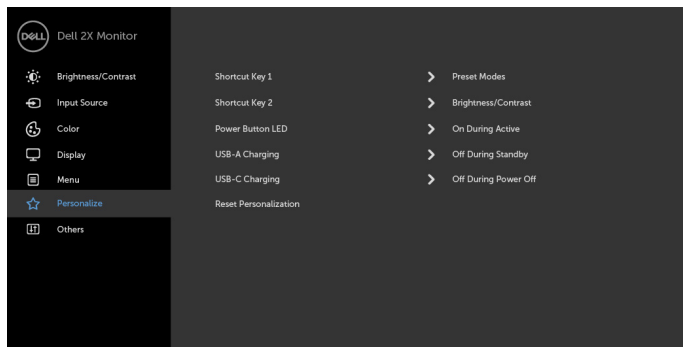 DELL Dell 2X Monitor
Brightness/Contrast
Input Source
Color
Display
Menu
Personalize
Others
Shortcut Key 1 Preset Modes
Shortcut Key 2 Brightness/Contrast
Power Button LED On During Active
USB-A Charging Off During Standby
USB-C Charging Off During Power Off
Reset Personalization